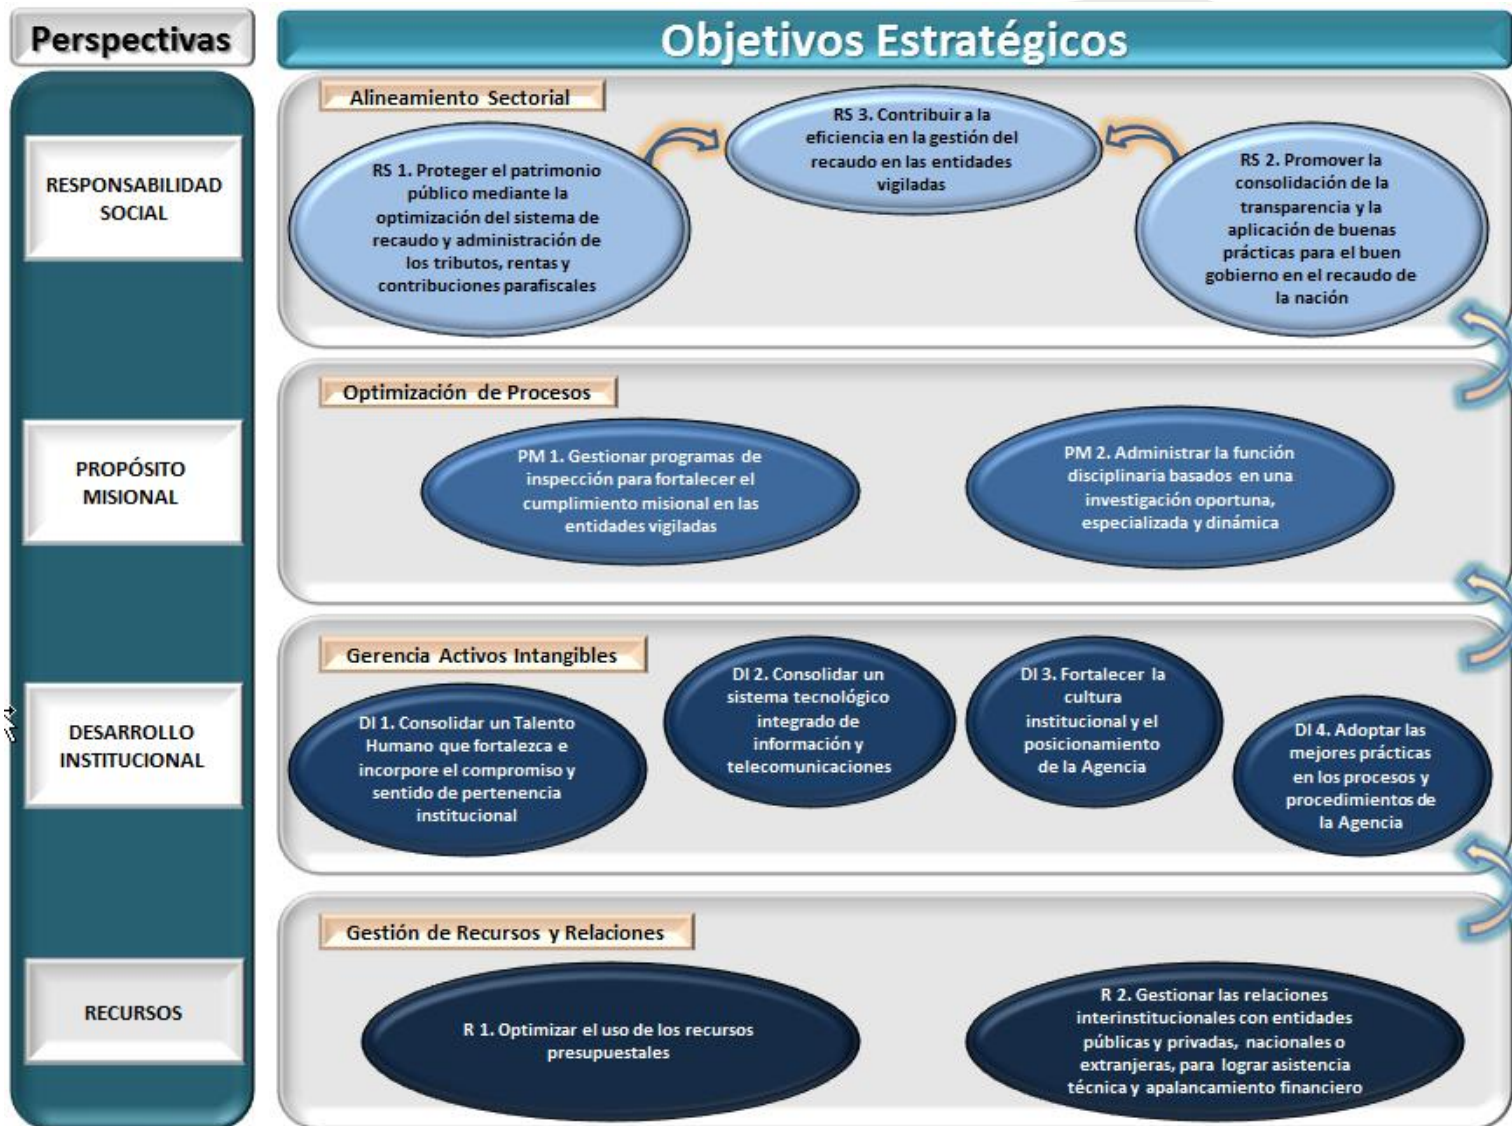 Perspectivas
Objetivos Estratégicos
RESPONSABILIDAD
SOCIAL
Alineamiento Sectorial
RS 1. Proteger el patrimonio
público mediante la
optimización del sistema de
recaudo y administración de
los tributos, rentas y
contribuciones parafiscales
RS 3. Contribuir a la
eficiencia en la gestión del
recaudo en las entidades
vigiladas
RS 2. Promover la
consolidación de la
transparencia y la
aplicación de buenas
prácticas para el buen
gobierno en el recaudo de
la nación
PROPÓSITO
MISIONAL
Optimización de Procesos
PM 1. Gestionar programas de
inspección para fortalecer el
cumplimiento misional en las
entidades vigiladas
PM 2. Administrar la función
disciplinaria basados en una
investigación oportuna,
especializada y dinámica
DESARROLLO
INSTITUCIONAL
Gerencia Activos Intangibles
DI 1. Consolidar un Talento
Humano que fortalezca e
incorpore el compromiso y
sentido de pertenencia
institucional
DI 2. Consolidar un
sistema tecnológico
integrado de
información y
telecomunicaciones
DI 3. Fortalecer la
cultura
institucional y el
posicionamiento
de la Agencia
DI 4. Adoptar las
mejores prácticas
en los procesos y
procedimientos de
la Agencia
RECURSOS
Gestión de Recursos y Relaciones
R 1. Optimizar el uso de los recursos
presupuestales
R 2. Gestionar las relaciones
interinstitucionales con entidades
públicas y privadas, nacionales o
extranjeras, para lograr asistencia
técnica y apalancamiento financiero